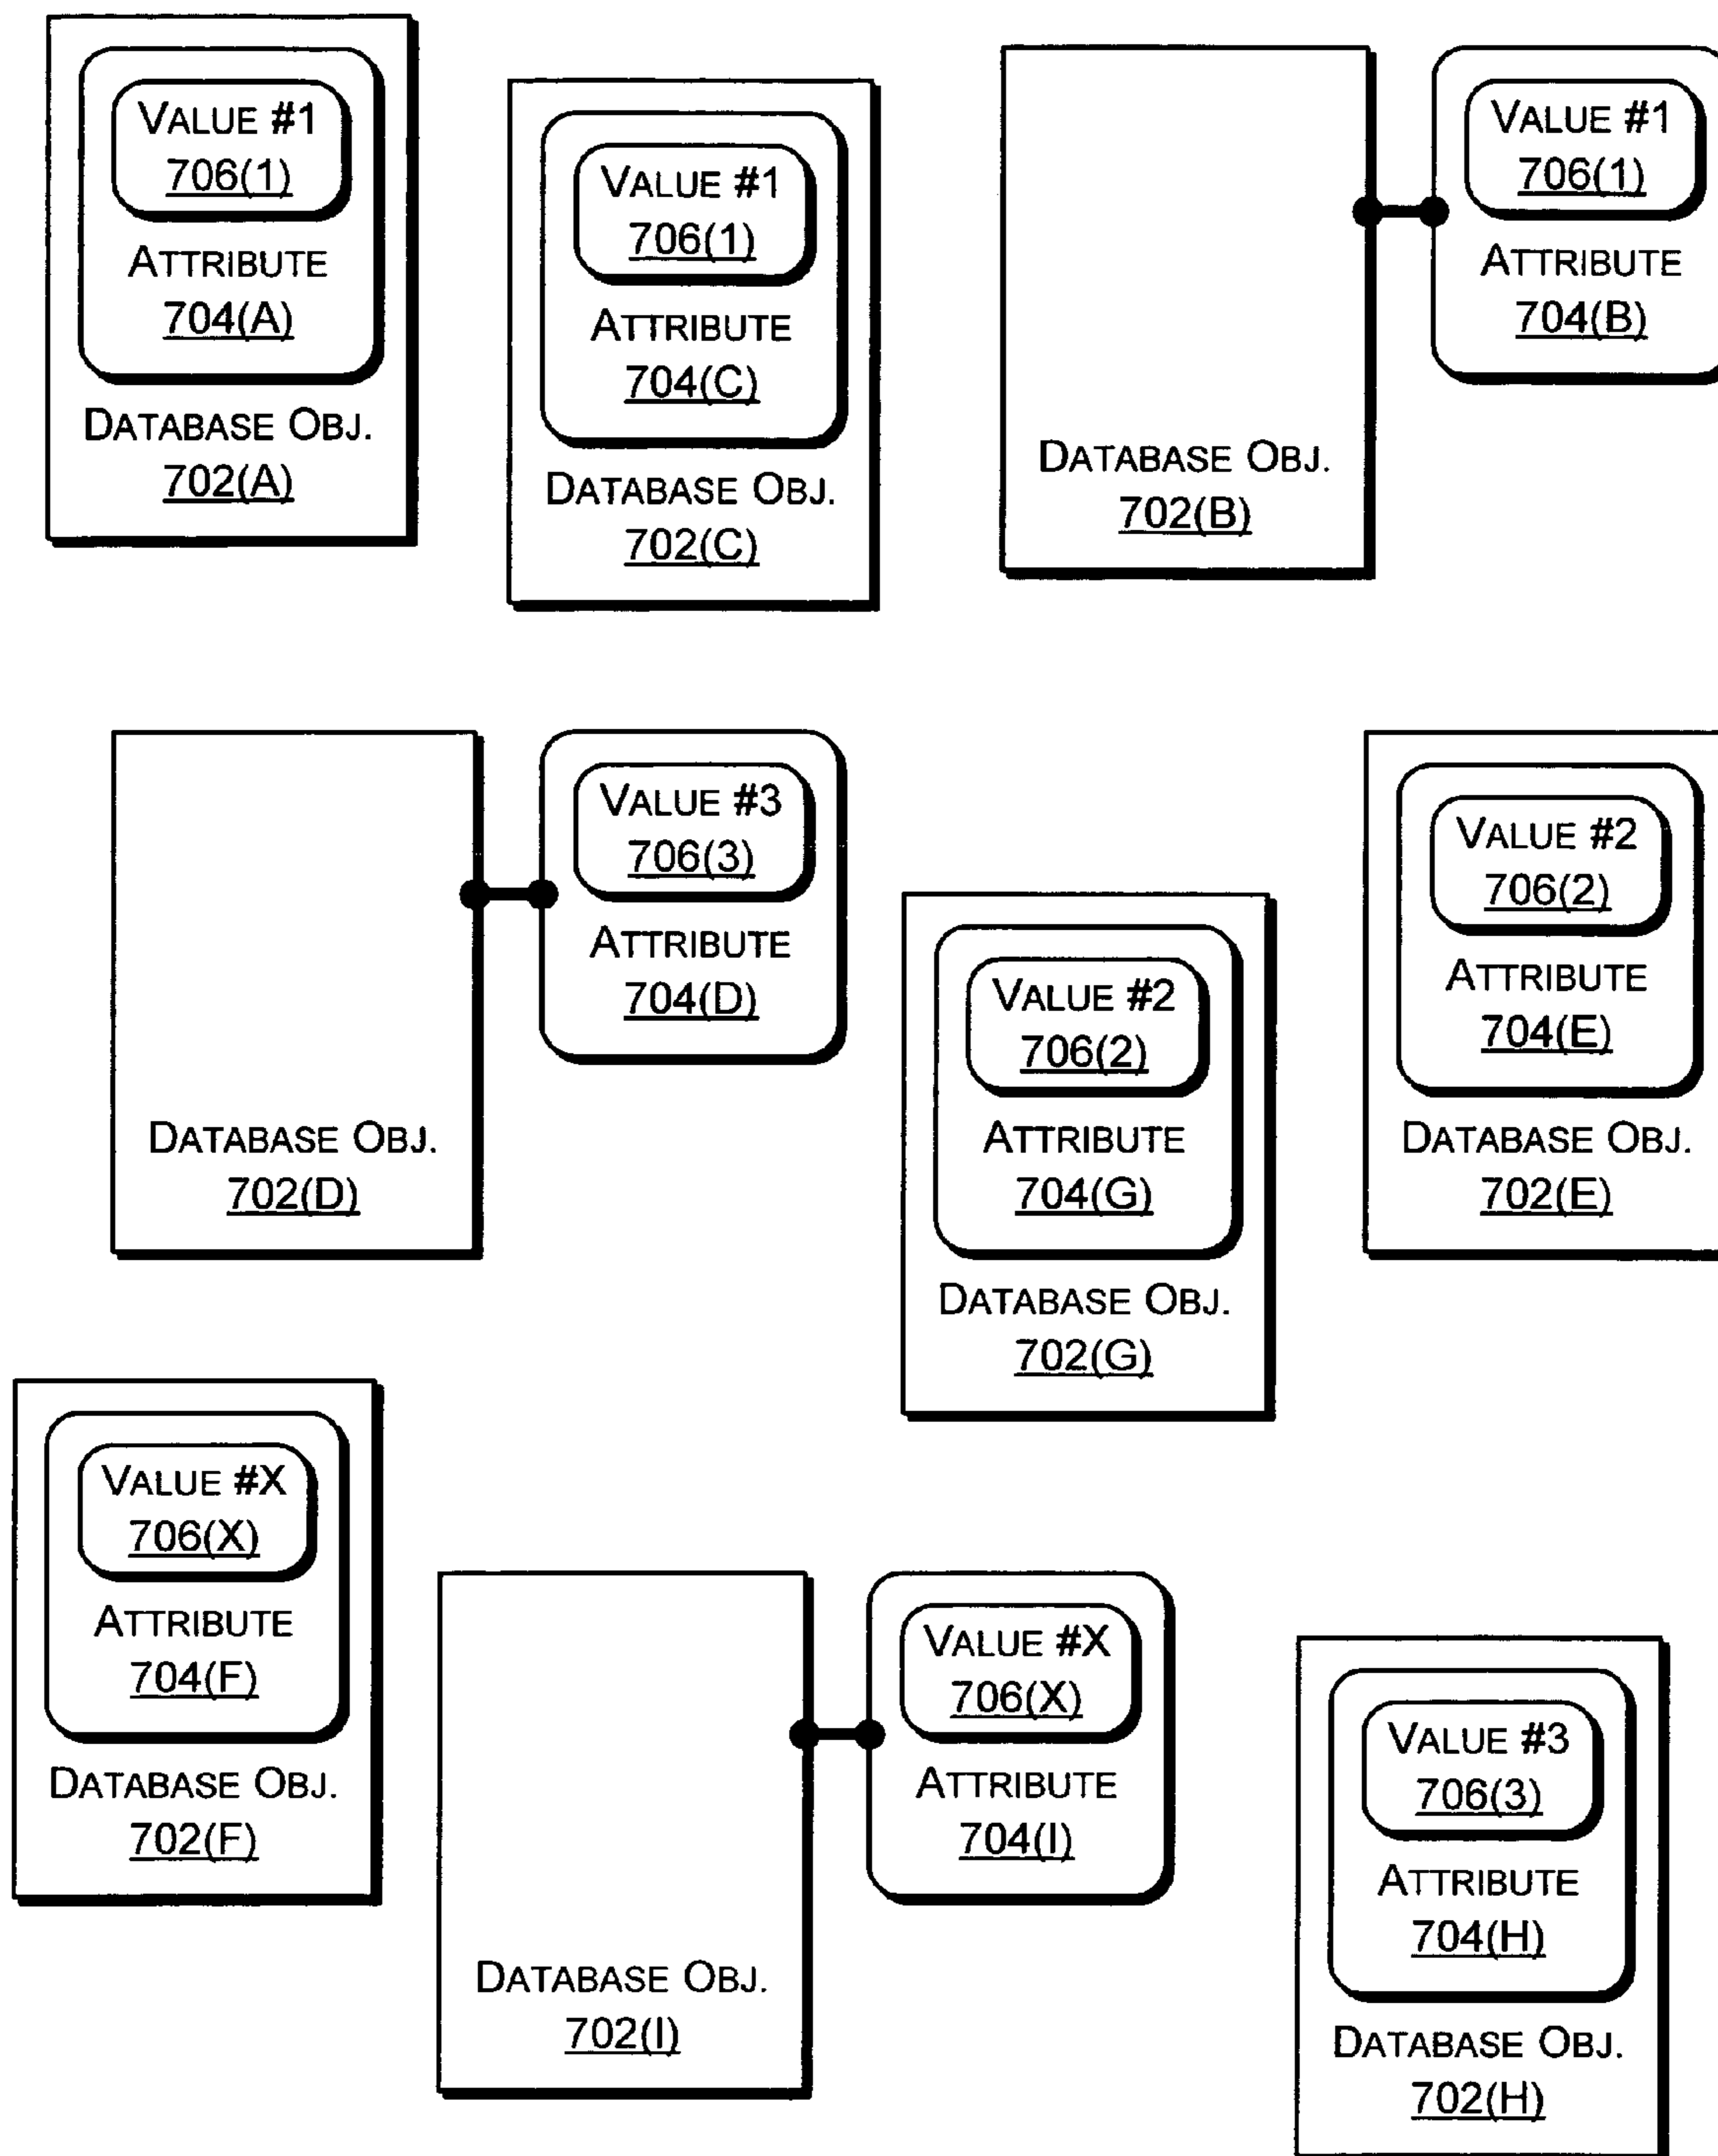 VALUE #1
706(1)
ATTRIBUTE
704(A)
DATABASE OBJ.
702(A)
VALUE #1
706(1)
ATTRIBUTE
704(C)
DATABASE OBJ.
702(C)
DATABASE OBJ.
702(B)
VALUE #1
706(1)
ATTRIBUTE
704(B)
DATABASE OBJ.
702(D)
VALUE #3
706(3)
ATTRIBUTE
704(D)
VALUE #2
706(2)
ATTRIBUTE
704(G)
DATABASE OBJ.
702(G)
VALUE #2
706(2)
ATTRIBUTE
704(E)
DATABASE OBJ.
702(E)
VALUE #X
706(X)
ATTRIBUTE
704(F)
DATABASE OBJ.
702(F)
DATABASE OBJ.
702(I)
VALUE #X
706(X)
ATTRIBUTE
704(I)
VALUE #3
706(3)
ATTRIBUTE
704(H)
DATABASE OBJ.
702(H)